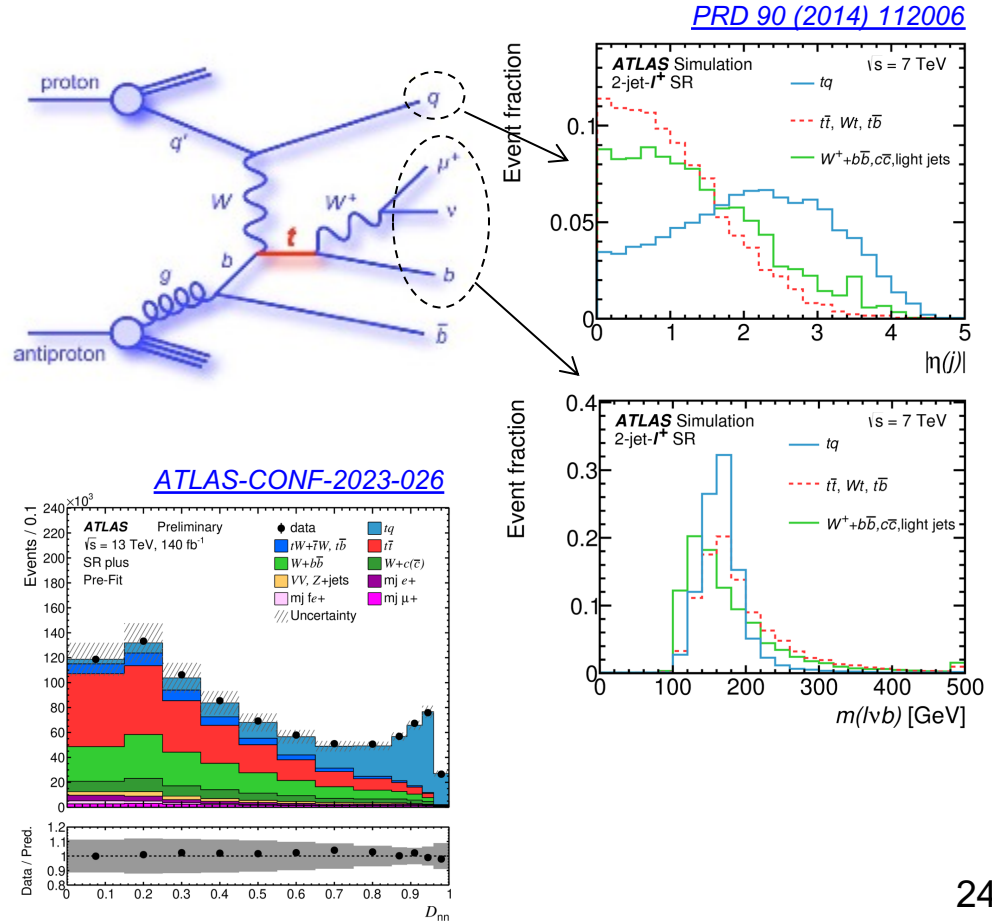 PRD 90 (2014) 112006
proton
q'
q
W
μ⁺
W⁺
ν
t
b
b
g
b̅
antiproton
Event fraction
ATLAS Simulation
2-jet-l⁺ SR
√s = 7 TeV
tq
tt̅, Wt, tb̅
W⁺+bb̅,cc̅,light jets
0.1
0.05
0
0 1 2 3 4 5
|η(j)|
Event fraction
ATLAS Simulation
2-jet-l⁺ SR
√s = 7 TeV
tq
tt̅, Wt, tb̅
W⁺+bb̅,cc̅,light jets
0.4
0.3
0.2
0.1
0
0 100 200 300 400 500
m(lνb) [GeV]
ATLAS-CONF-2023-026
×10³
Events / 0.1
ATLAS Preliminary
√s = 13 TeV, 140 fb⁻¹
SR plus
Pre-Fit
data
tq
tW+t̅W, tb̅
tt̅
W+bb̅
W+c(c̅)
VV, Z+jets
mj e+
mj fe+
mj μ+
Uncertainty
240
220
200
180
160
140
120
100
80
60
40
20
0
Data / Pred.
1.2
1.1
1.0
0.9
0.8
0 0.1 0.2 0.3 0.4 0.5 0.6 0.7 0.8 0.9 1
Dnn
24